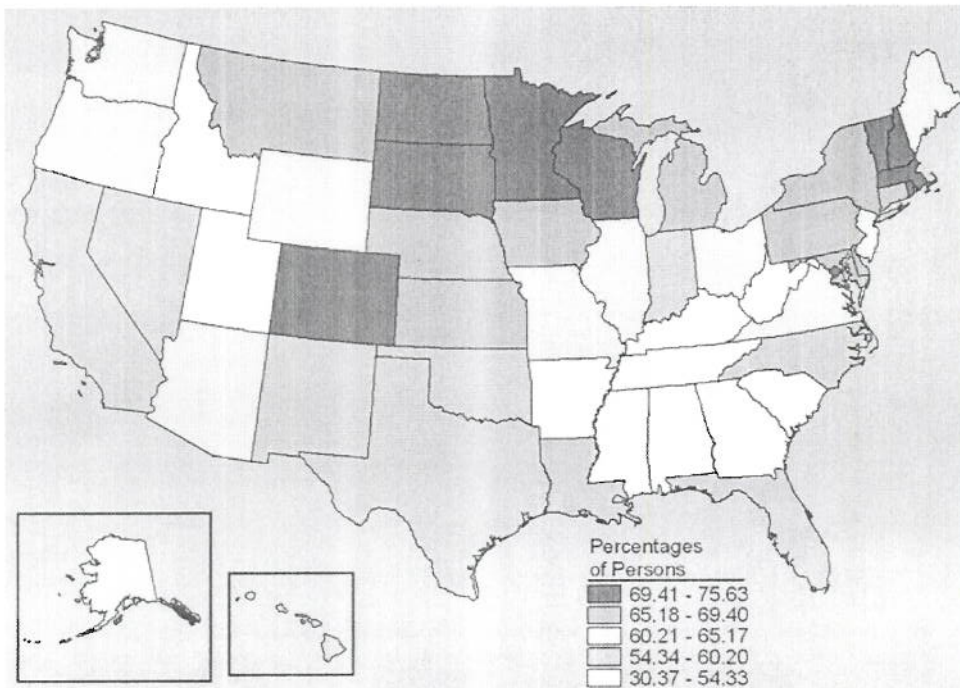 Percentages
of Persons
69.41 - 75.63
65.18 - 69.40
60.21 - 65.17
54.34 - 60.20
30.37 - 54.33